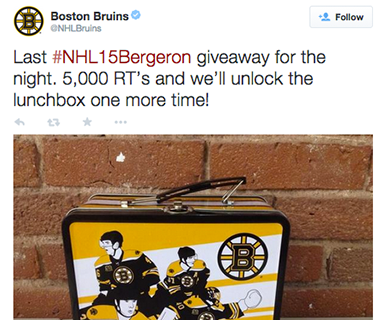 Boston Bruins
@NHLBruins
Follow
Last #NHL15Bergeron giveaway for the
night. 5,000 RT's and we'll unlock the
lunchbox one more time!
B
B